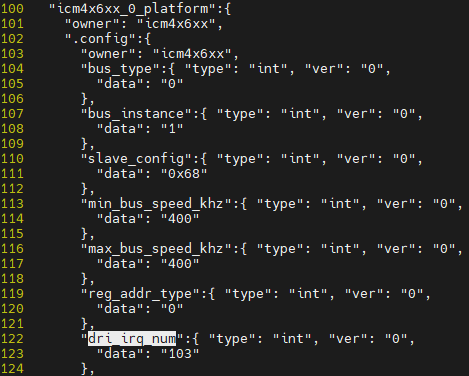 100 "icm4x6xx_0_platform":{
101 "owner": "icm4x6xx",
102 ".config":{
103 "owner": "icm4x6xx",
104 "bus_type":{ "type": "int", "ver": "0",
105 "data": "0"
106 },
107 "bus_instance":{ "type": "int", "ver": "0",
108 "data": "1"
109 },
110 "slave_config":{ "type": "int", "ver": "0",
111 "data": "0x68"
112 },
113 "min_bus_speed_khz":{ "type": "int", "ver": "0",
114 "data": "400"
115 },
116 "max_bus_speed_khz":{ "type": "int", "ver": "0",
117 "data": "400"
118 },
119 "reg_addr_type":{ "type": "int", "ver": "0",
120 "data": "0"
121 },
122 "dri_irq_num":{ "type": "int", "ver": "0",
123 "data": "103"
124 },